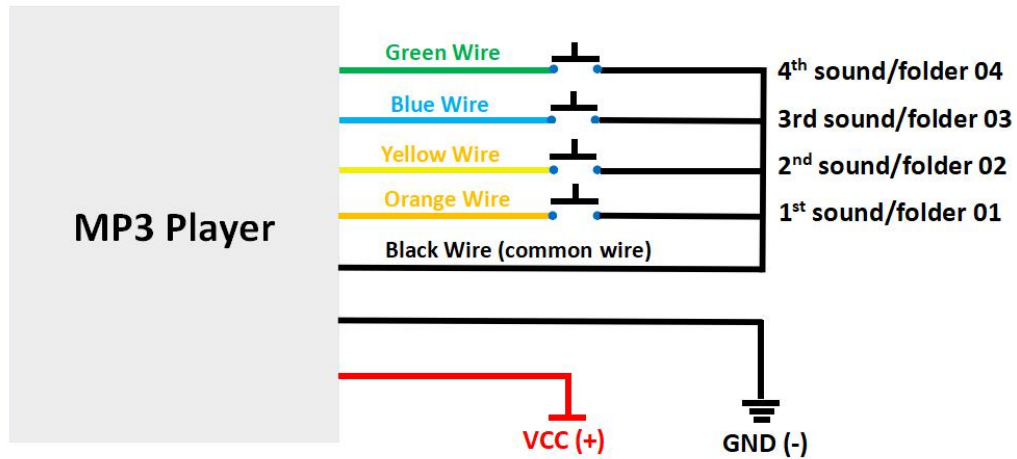 Green Wire
4th sound/folder 04
Blue Wire
3rd sound/folder 03
Yellow Wire
2nd sound/folder 02
Orange Wire
1st sound/folder 01
MP3 Player
Black Wire (common wire)
VCC (+)
GND (-)